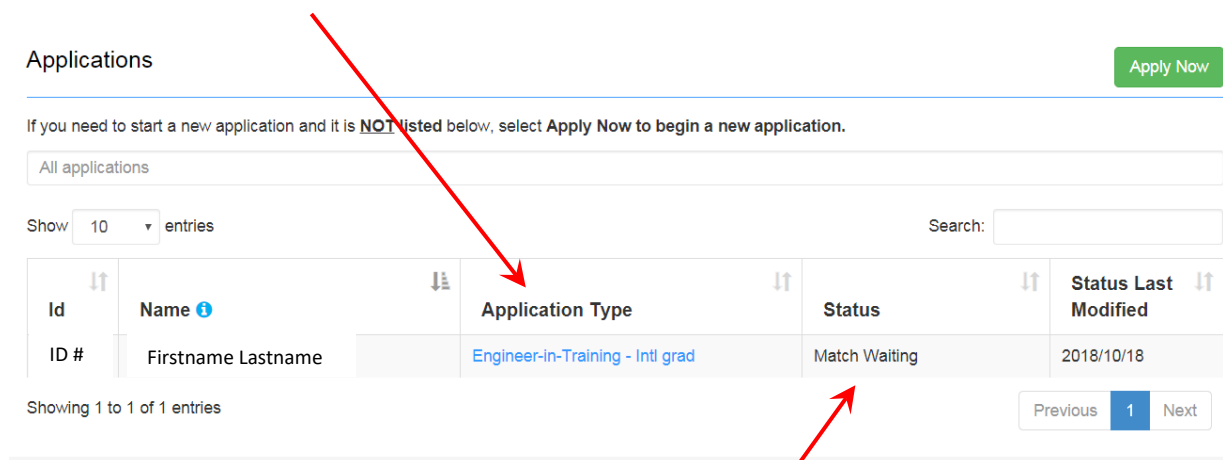 Applications
Apply Now
If you need to start a new application and it is NOT listed below, select Apply Now to begin a new application.
All applications
Show 10 entries
Search:
Id Name Application Type Status Status Last Modified
ID # Firstname Lastname Engineer-in-Training - Intl grad Match Waiting 2018/10/18
Showing 1 to 1 of 1 entries
Previous 1 Next